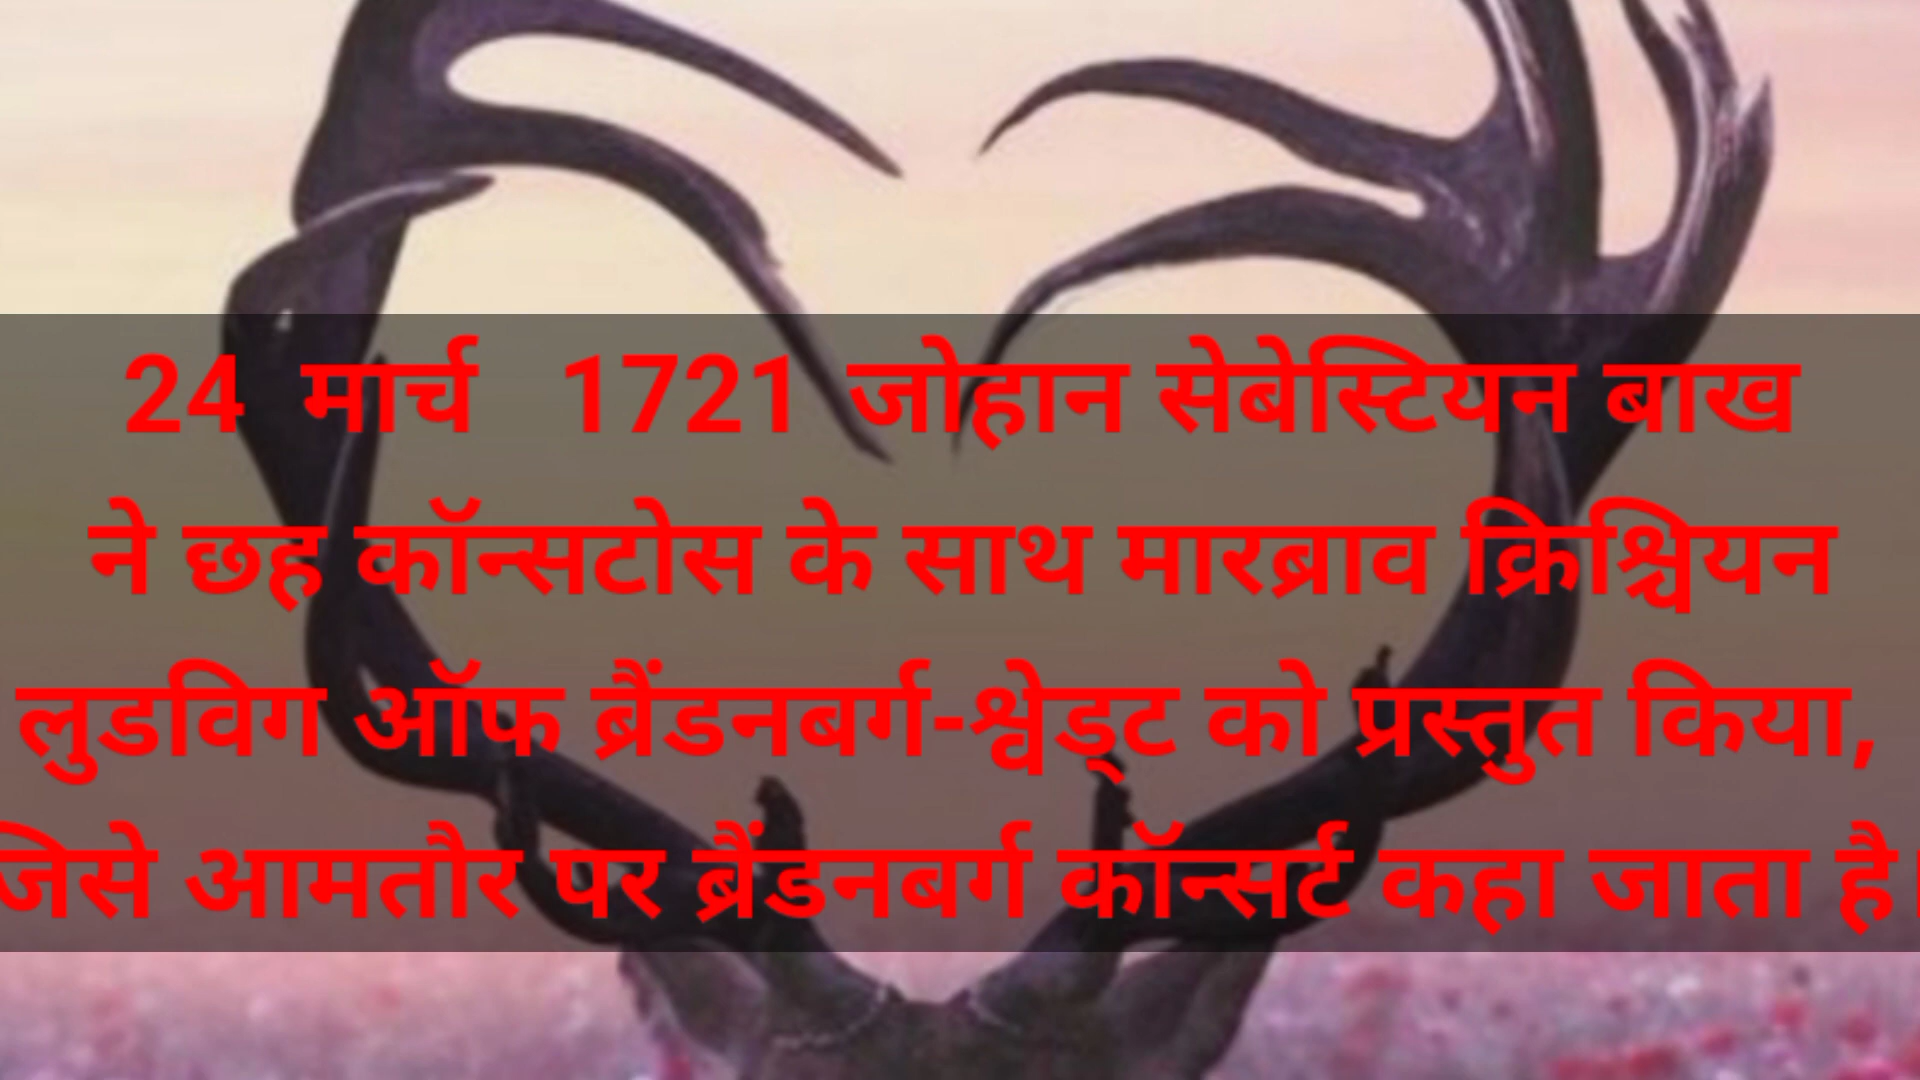 24 मार्च 1721 जोहान सेबेस्टियन बाख
ने छह कॉन्सटोस के साथ मारब्राव क्रिश्चियन
लुडविग ऑफ ब्रैंडनबर्ग-श्वेड्ट को प्रस्तुत किया,
जिसे आमतौर पर ब्रैंडनबर्ग कॉन्सर्ट कहा जाता है।